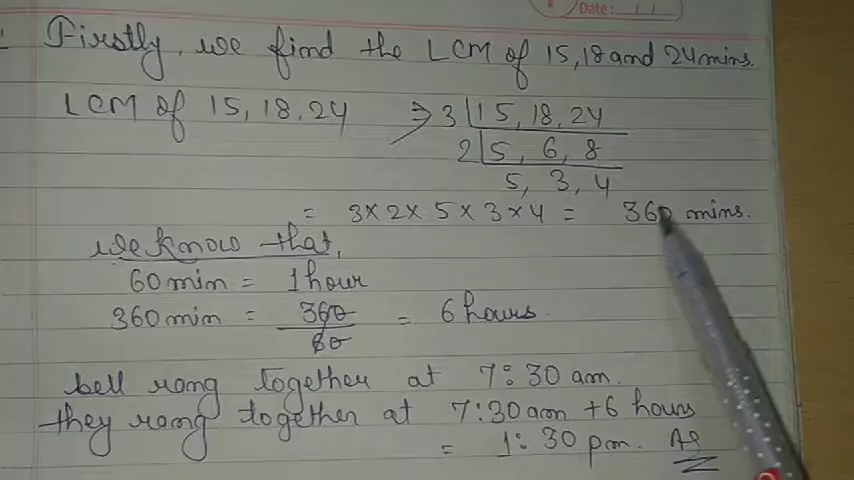 Date: / /
Firstly, we find the LCM of 15, 18 and 24 mins.
LCM of 15, 18, 24 ⇒ 3 | 15, 18, 24
2 | 5, 6, 8
5, 3, 4
= 3 × 2 × 5 × 3 × 4 = 360 mins.
We know that,
60 min = 1 hour
360 min = 360/60 = 6 hours.
bell rang together at 7:30 am.
they rang together at 7:30 am + 6 hours
= 1:30 pm.